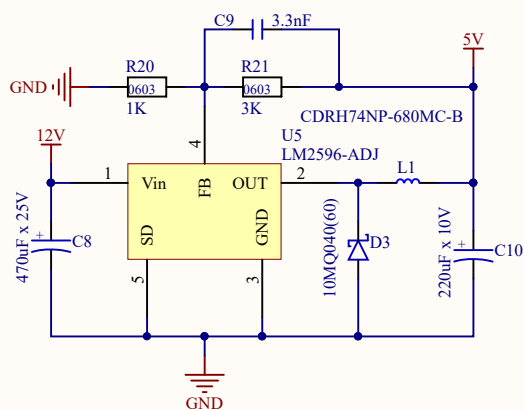 C9 3.3nF
5V
R20 R21
GND 0603 0603
1K 3K
CDRH74NP-680MC-B
12V
4 U5
LM2596-ADJ
1 Vin FB OUT 2 L1
470uF x 25V + C8
SD GND
10MQ040(60) D3
220uF x 10V + C10
5 3
GND